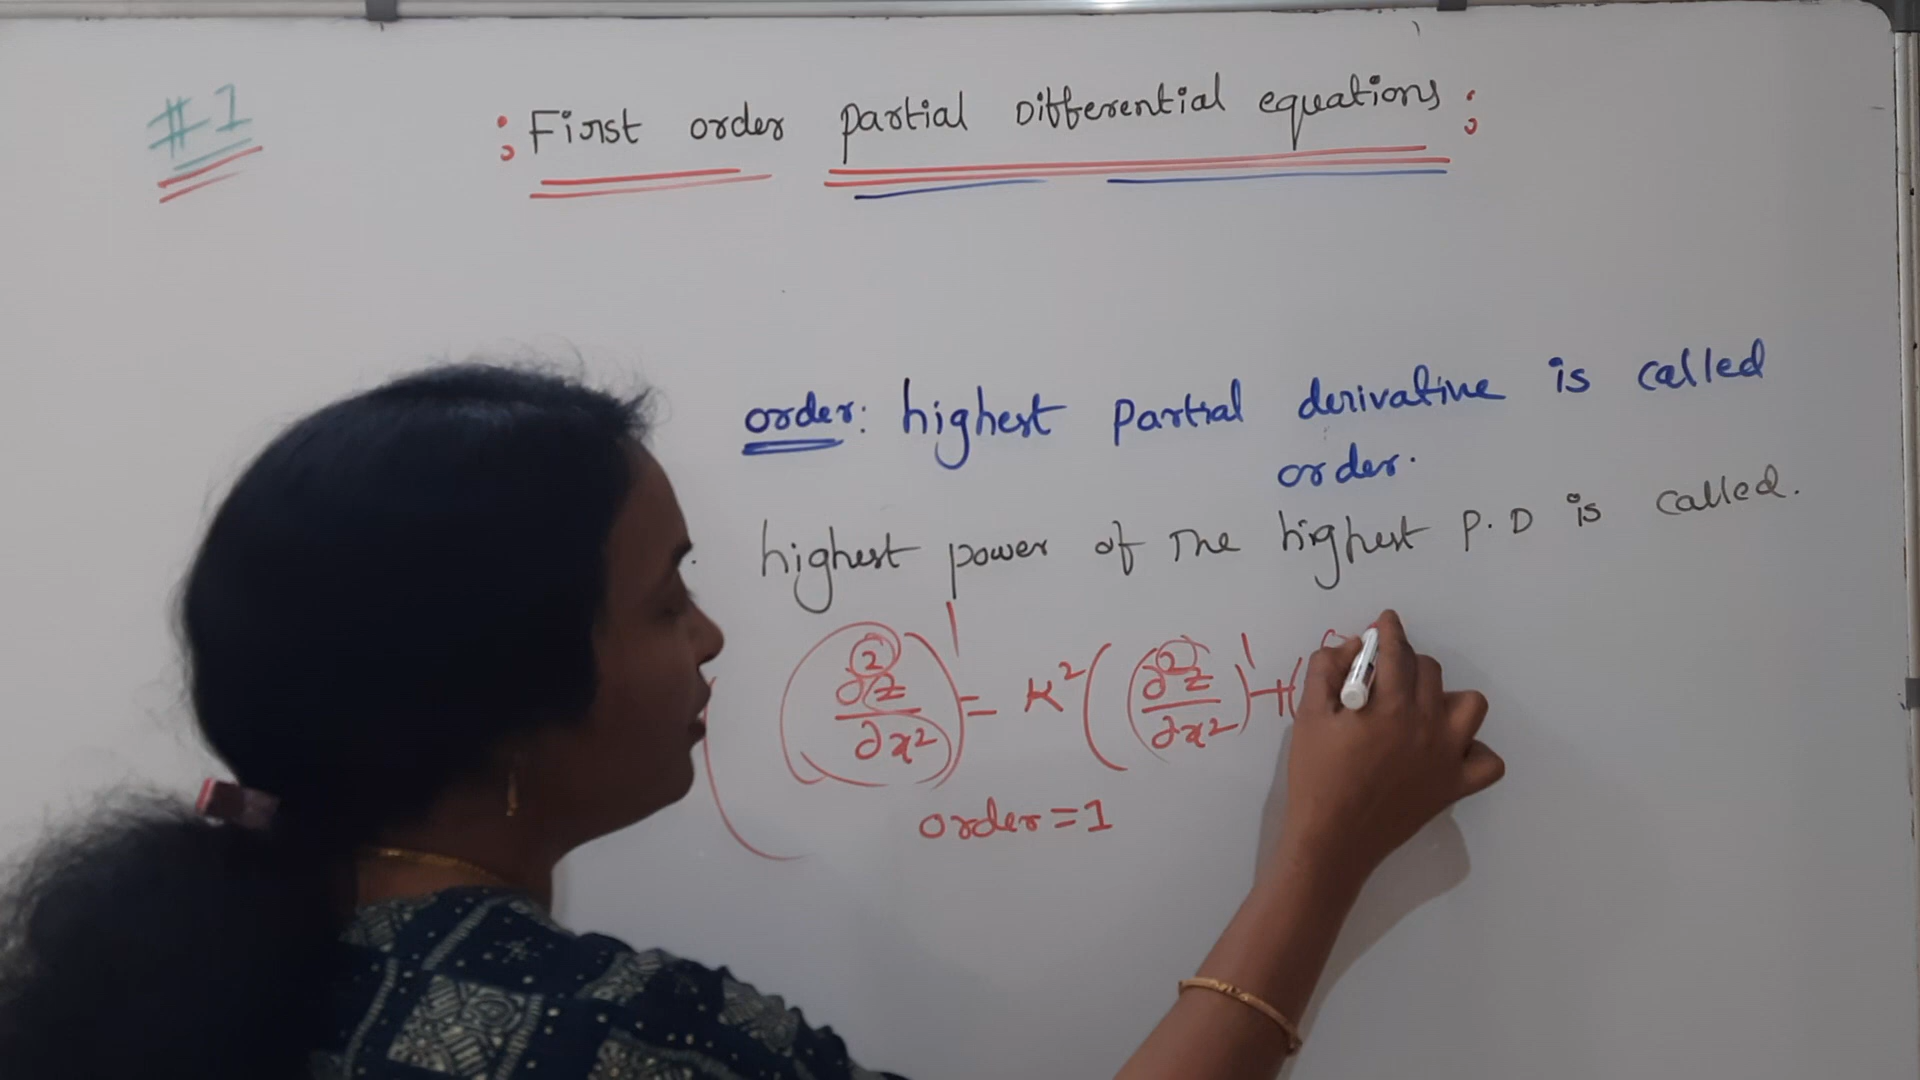 #1
: First order partial Differential equations :
order: highest Partial derivative is called
order.
highest power of The highest P.D is called.
(∂²z/∂x²)¹ = K² ( (∂²z/∂x²)¹ + (
order = 1